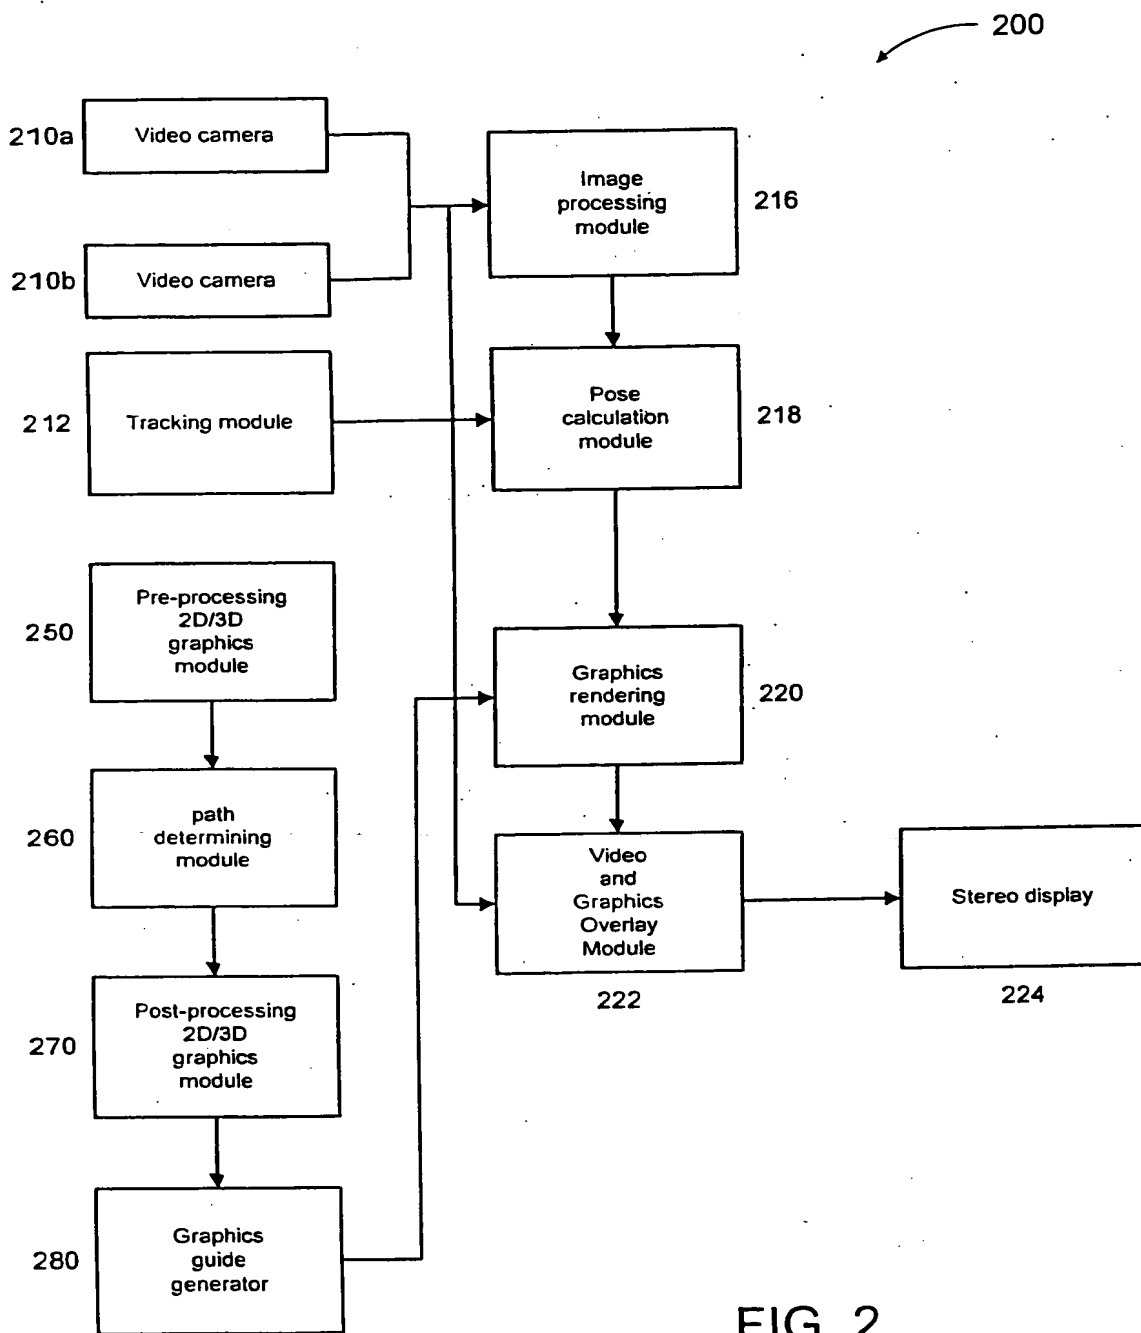 200
210a
Video camera
210b
Video camera
Image
processing
module
216
212
Tracking module
Pose
calculation
module
218
250
Pre-processing
2D/3D
graphics
module
Graphics
rendering
module
220
260
path
determining
module
Video
and
Graphics
Overlay
Module
222
Stereo display
224
270
Post-processing
2D/3D
graphics
module
280
Graphics
guide
generator
FIG. 2